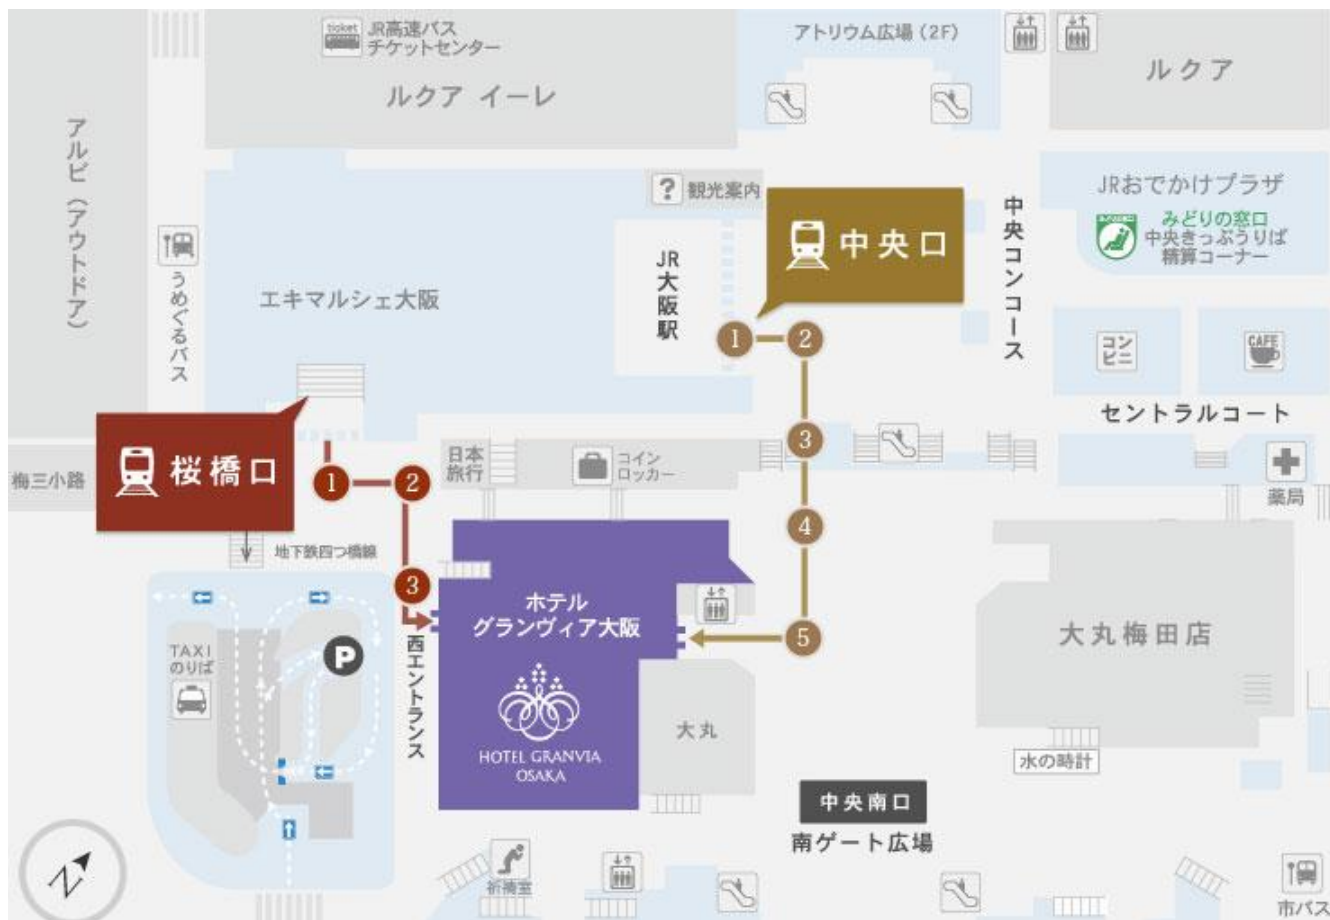 ticket
JR高速バス
チケットセンター
ルクア イーレ
アトリウム広場（2F）
ルクア
アルビ（アウトドア）
?
観光案内
中央口
中央コンコース
JRおでかけプラザ
みどりの窓口
中央きっぷうりば
精算コーナー
うめぐるバス
エキマルシェ大阪
JR大阪駅
1
2
コン
ビニ
CAFE
セントラルコート
桜橋口
梅三小路
1
2
日本
旅行
コイン
ロッカー
3
薬局
地下鉄四つ橋線
3
4
ホテル
グランヴィア大阪
5
大丸梅田店
TAXI
のりば
P
西エントランス
HOTEL GRANVIA
OSAKA
大丸
水の時計
中央南口
南ゲート広場
祈祷室
市バス
N